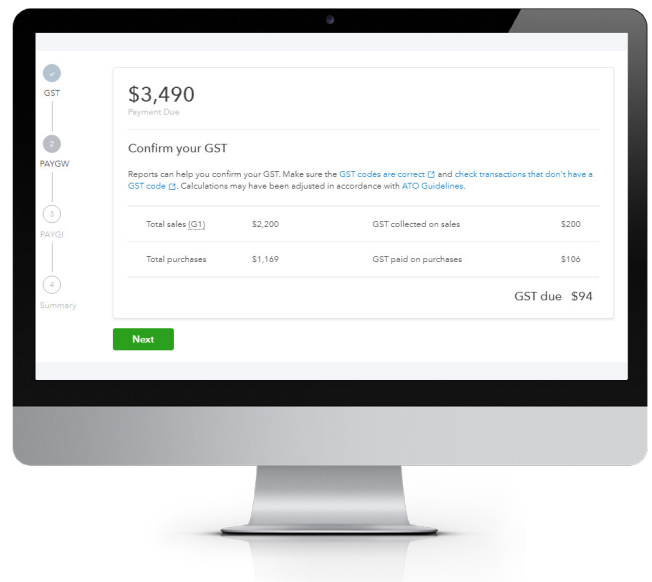 GST
2
PAYGW
3
PAYGI
4
Summary
$3,490
Payment Due
Confirm your GST
Reports can help you confirm your GST. Make sure the GST codes are correct and check transactions that don't have a
GST code . Calculations may have been adjusted in accordance with ATO Guidelines.
Total sales (G1) $2,200 GST collected on sales $200
Total purchases $1,169 GST paid on purchases $106
GST due $94
Next